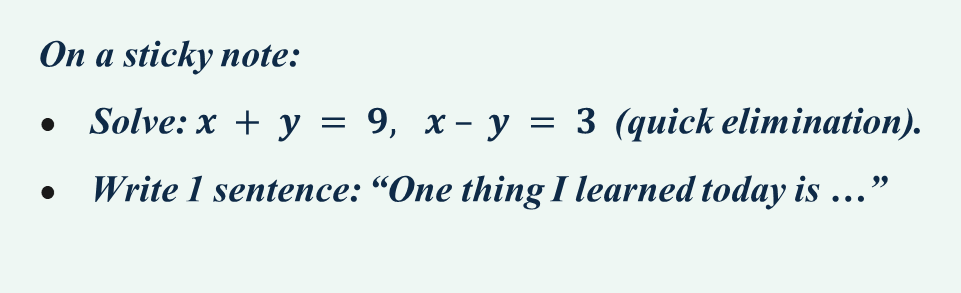 On a sticky note:
• Solve: x + y = 9, x – y = 3 (quick elimination).
• Write 1 sentence: “One thing I learned today is …”